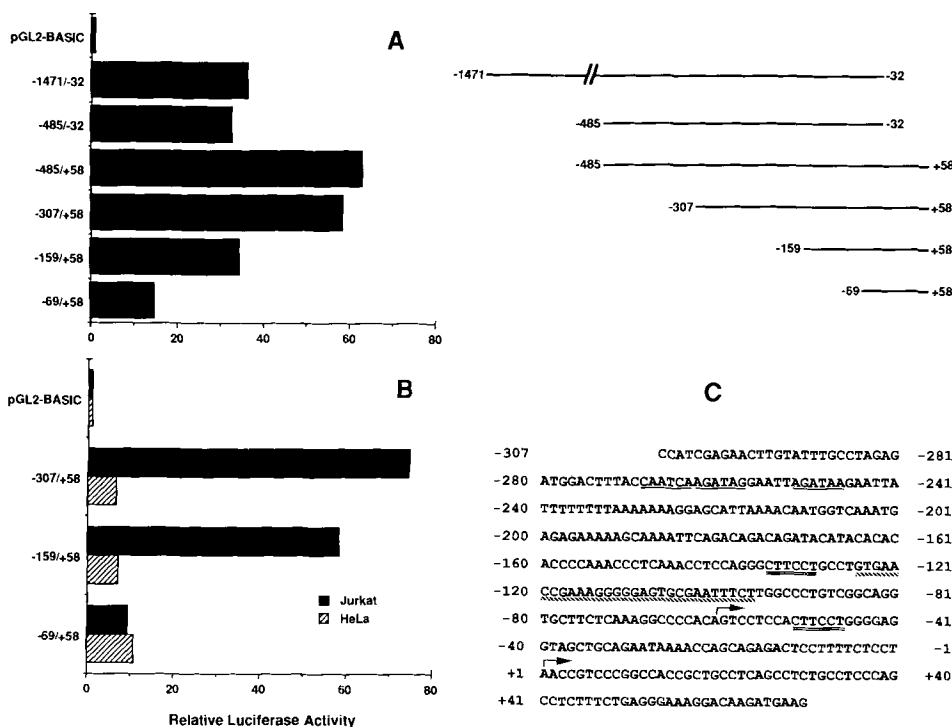 A
pGL2-BASIC
-1471/-32
-485/-32
-485/+58
-307/+58
-159/+58
-69/+58
0 20 40 60 80
-1471 -32
-485 -32
-485 +58
-307 +58
-159 +58
-69 +58
B
pGL2-BASIC
-307/+58
-159/+58
-69/+58
Jurkat
HeLa
0 20 40 60 80
Relative Luciferase Activity
C
-307 CCATCGAGAACTTGTATTTGCCTAGAG -281
-280 ATGGACTTTACCAATCAAGATAGGAATTAGATAAGAATTA -241
-240 TTTTTTTTAAAAAAAGGAGCATTAAAACAATGGTCAAATG -201
-200 AGAGAAAAAGCAAAATTCAGACAGACAGATACATACACAC -161
-160 ACCCCAAACCCTCAAACCTCCAGGGCTTCCTGCCTGTGAA -121
-120 CCGAAAGGGGGAGTGCGAATTTCTTGGCCCTGTCGGCAGG -81
-80 TGCTTCTCAAAGGCCCCACAGTCCTCCACTTCCTGGGGAG -41
-40 GTAGCTGCAGAATAAAACCAGCAGAGACTCCTTTTCTCCT -1
+1 AACCGTCCCGGCCACCGCTGCCTCAGCCTCTGCCTCCCAG +40
+41 CCTCTTTCTGAGGGAAAGGACAAGATGAAG